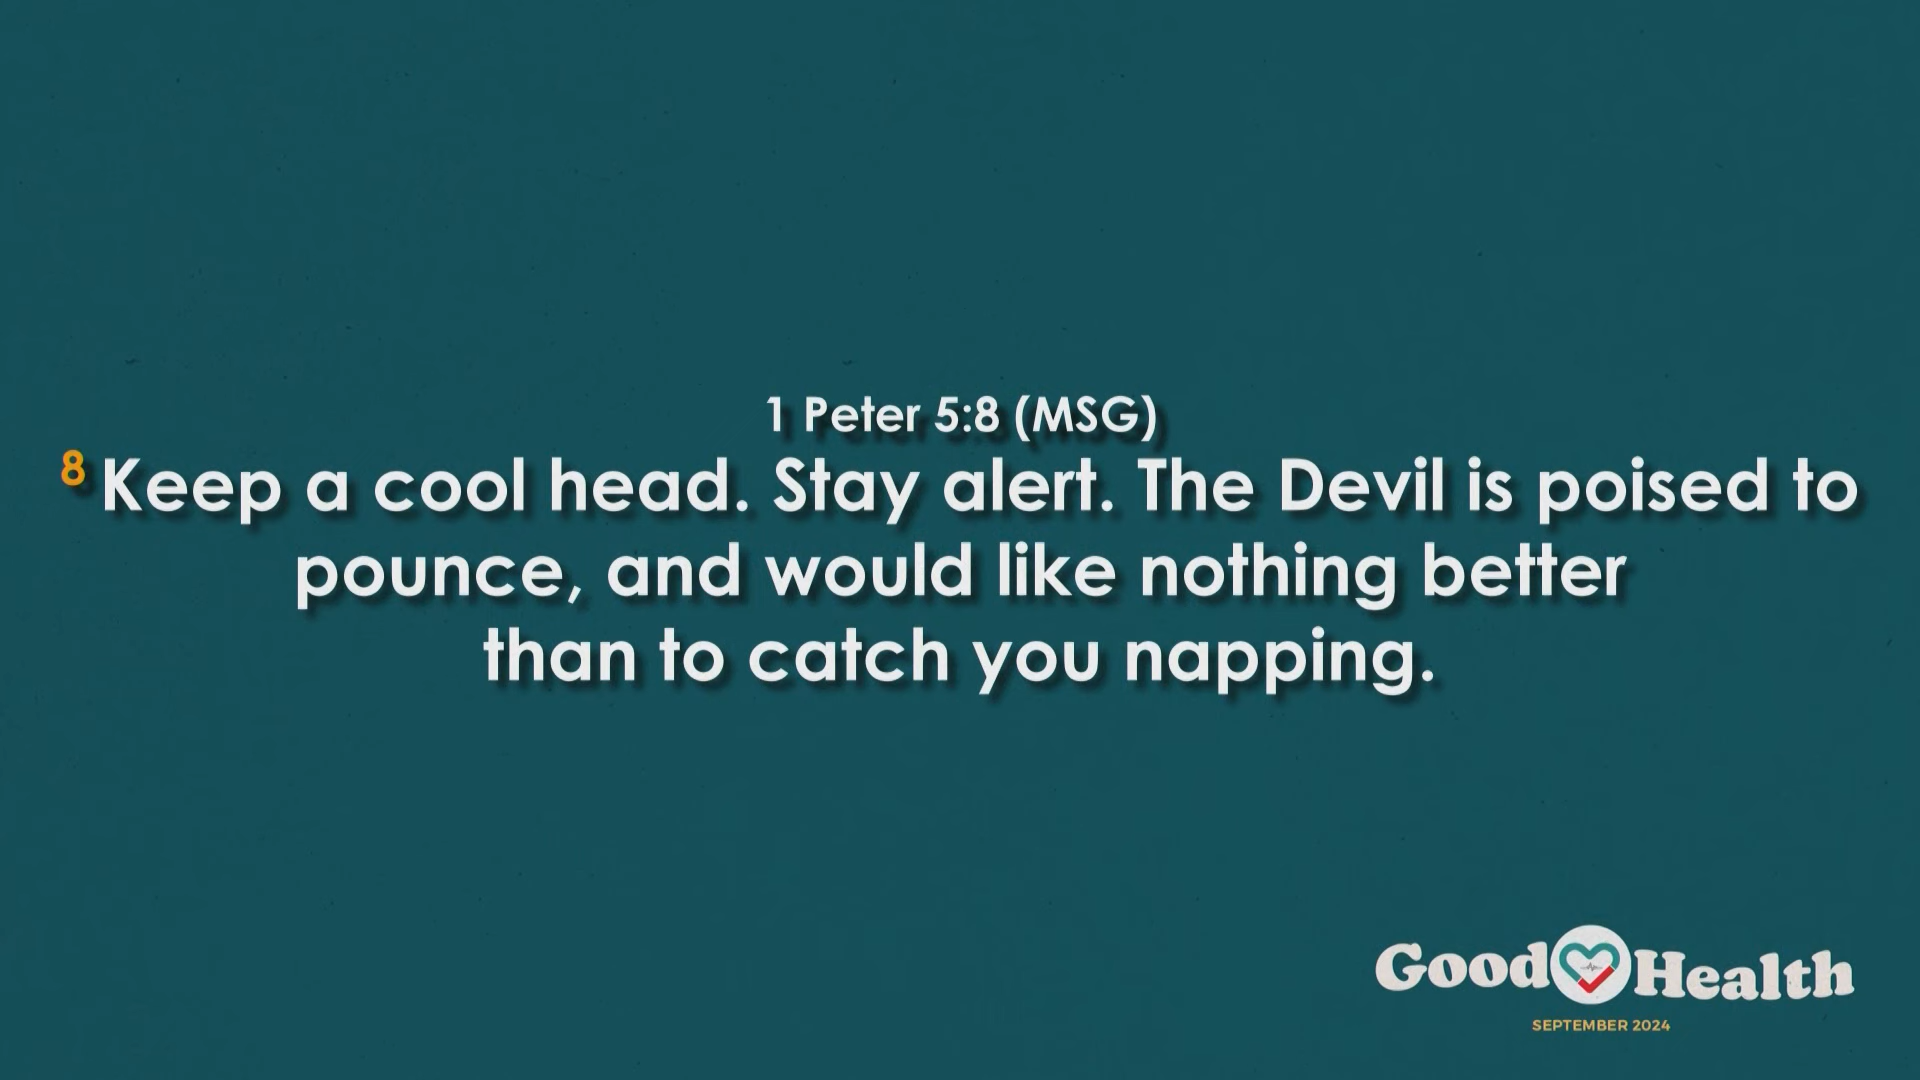 1 Peter 5:8 (MSG)
8 Keep a cool head. Stay alert. The Devil is poised to
pounce, and would like nothing better
than to catch you napping.
Good Health
SEPTEMBER 2024